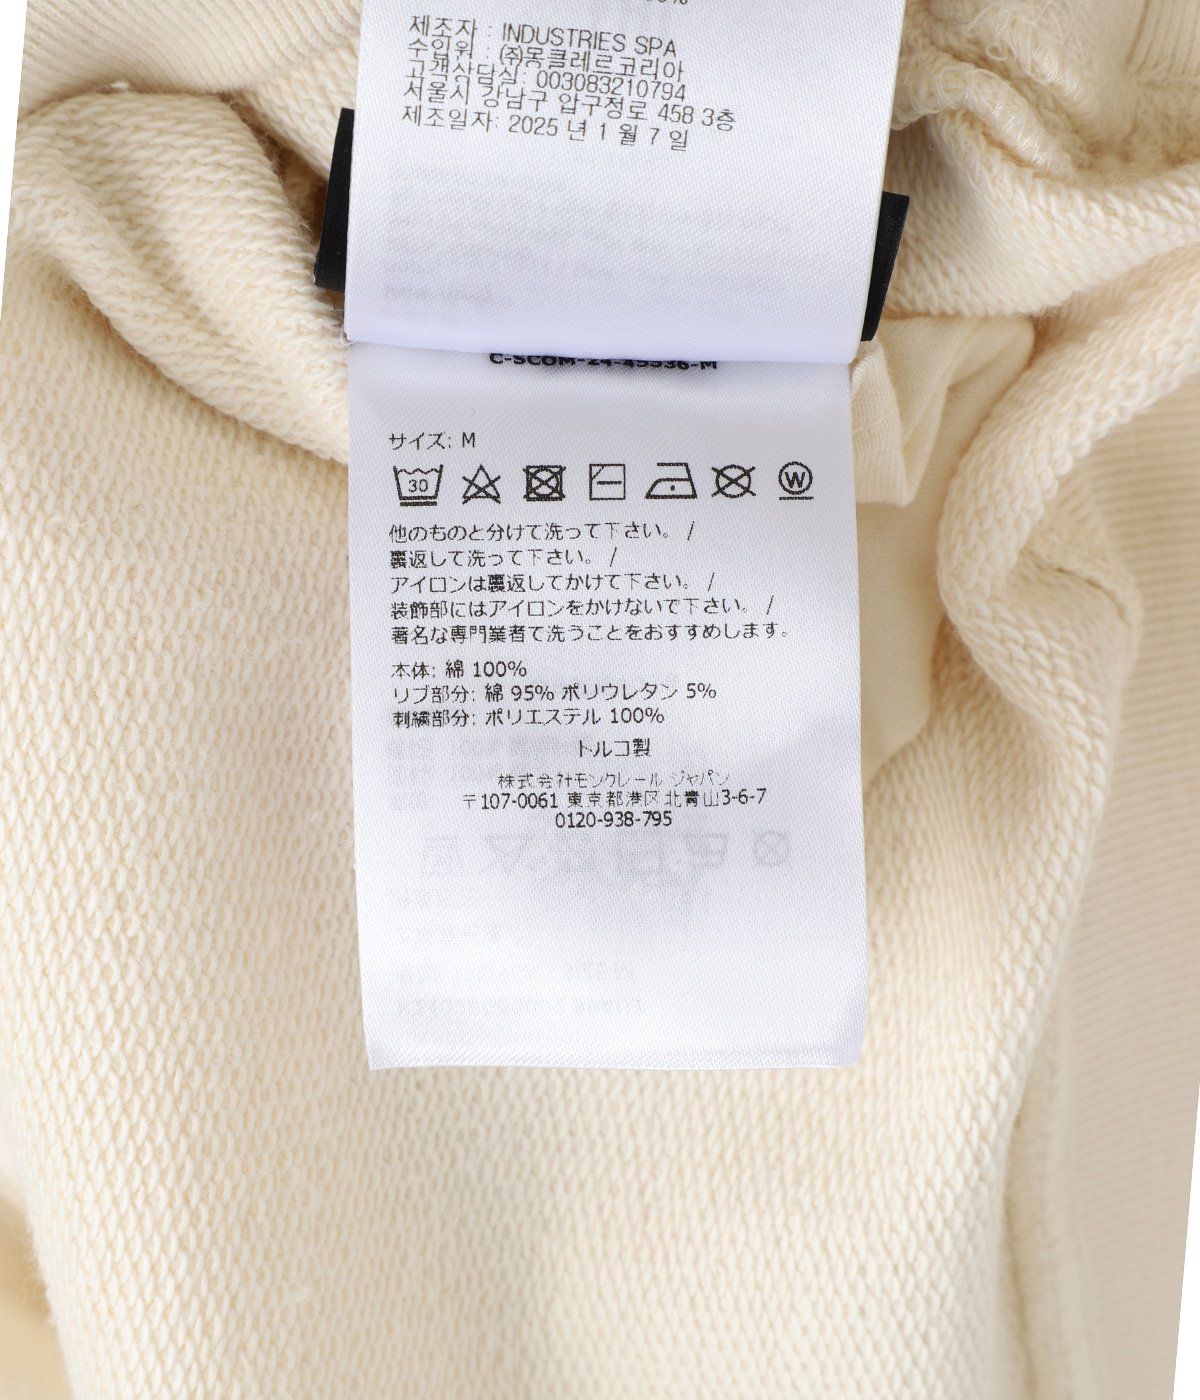 제조자 : INDUSTRIES SPA
수입원 : (주)몽클레르코리아
고객상담실: 003083210794
서울시 강남구 압구정로 458 3층
제조일자: 2025 년 1 월 7 일
サイズ: M
30
W
他のものと分けて洗って下さい。 /
裏返して洗って下さい。 /
アイロンは裏返してかけて下さい。 /
装飾部にはアイロンをかけないで下さい。 /
著名な専門業者で洗うことをおすすめします。
本体: 綿 100%
リブ部分: 綿 95% ポリウレタン 5%
刺繍部分: ポリエステル 100%
トルコ製
株式会社モンクレール ジャパン
〒107-0061 東京都港区北青山3-6-7
0120-938-795